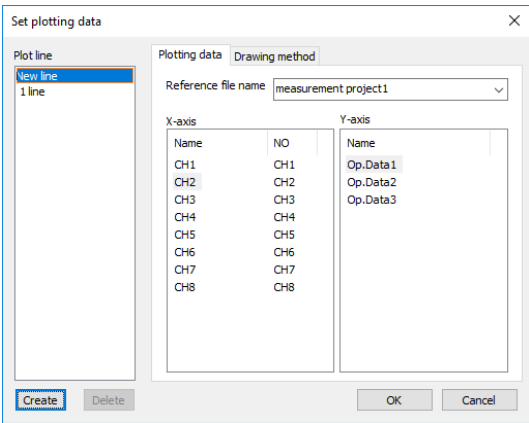 Set plotting data
Plot line
New line
1 line
Plotting data Drawing method
Reference file name measurement project1
X-axis
Name NO
CH1 CH1
CH2 CH2
CH3 CH3
CH4 CH4
CH5 CH5
CH6 CH6
CH7 CH7
CH8 CH8
Y-axis
Name
Op.Data1
Op.Data2
Op.Data3
Create Delete OK Cancel